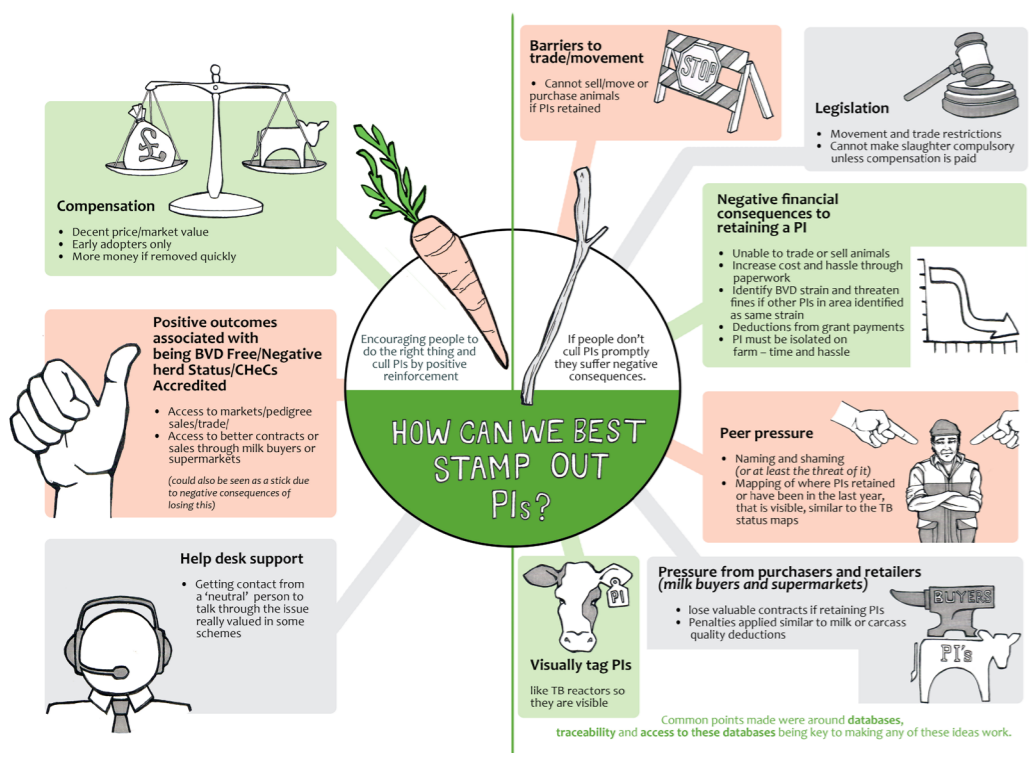 Compensation
• Decent price/market value
• Early adopters only
• More money if removed quickly
£
Positive outcomes
associated with
being BVD Free/Negative
herd Status/CHeCs
Accredited
• Access to markets/pedigree
sales/trade/
• Access to better contracts or
sales through milk buyers or
supermarkets
(could also be seen as a stick due
to negative consequences of
losing this)
Help desk support
• Getting contact from
a ‘neutral’ person to
talk through the issue
really valued in some
schemes
Encouraging people to
do the right thing and
cull PIs by positive
reinforcement
If people don’t
cull PIs promptly
they suffer negative
consequences.
HOW CAN WE BEST
STAMP OUT
PIs?
Barriers to
trade/movement
• Cannot sell/move or
purchase animals
if PIs retained
STOP
Legislation
• Movement and trade restrictions
• Cannot make slaughter compulsory
unless compensation is paid
Negative financial
consequences to
retaining a PI
• Unable to trade or sell animals
• Increase cost and hassle through
paperwork
• Identify BVD strain and threaten
fines if other PIs in area identified
as same strain
• Deductions from grant payments
• PI must be isolated on
farm – time and hassle
Peer pressure
• Naming and shaming
(or at least the threat of it)
• Mapping of where PIs retained
or have been in the last year,
that is visible, similar to the TB
status maps
PI
Visually tag PIs
like TB reactors so
they are visible
Pressure from purchasers and retailers
(milk buyers and supermarkets)
• lose valuable contracts if retaining PIs
• Penalties applied similar to milk or carcass
quality deductions
BUYERS
PI's
Common points made were around databases,
traceability and access to these databases being key to making any of these ideas work.